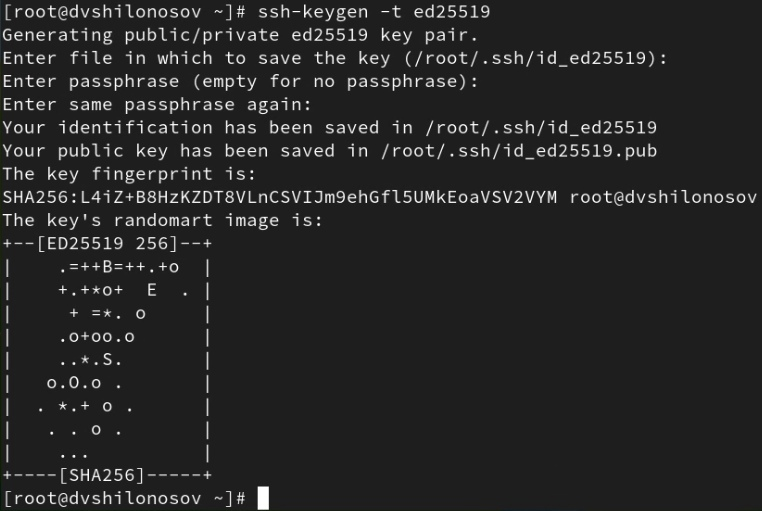 [root@dvshilonosov ~]# ssh-keygen -t ed25519
Generating public/private ed25519 key pair.
Enter file in which to save the key (/root/.ssh/id_ed25519):
Enter passphrase (empty for no passphrase):
Enter same passphrase again:
Your identification has been saved in /root/.ssh/id_ed25519
Your public key has been saved in /root/.ssh/id_ed25519.pub
The key fingerprint is:
SHA256:L4iZ+B8HzKZDT8VLnCSVIJm9ehGfl5UMkEoaVSV2VYM root@dvshilonosov
The key's randomart image is:
+--[ED25519 256]--+
|    .=++B=++.+o  |
|    +.+*o+  E  . |
|     + =*. o     |
|    .o+oo.o      |
|    ..*.S.       |
|   o.O.o .       |
|  . *.+ o .      |
|   . . o .       |
|    ...          |
+----[SHA256]-----+
[root@dvshilonosov ~]#